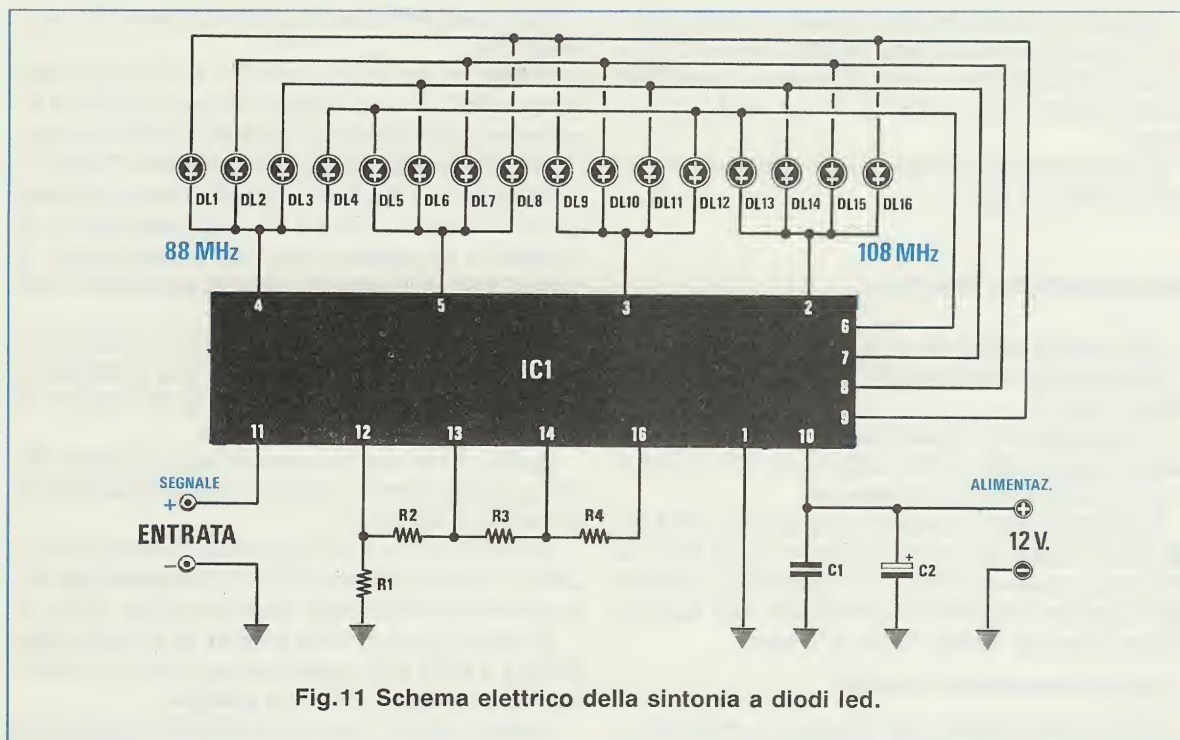 DL1 DL2 DL3 DL4 DL5 DL6 DL7 DL8 DL9 DL10 DL11 DL12 DL13 DL14 DL15 DL16
88 MHz 108 MHz
4 5 3 2
6
7
8
9
IC1
11 12 13 14 16 1 10
SEGNALE
+
ENTRATA
−
R2 R3 R4
R1
C1
+
C2
ALIMENTAZ.
+
12 V.
−
Fig.11 Schema elettrico della sintonia a diodi led.